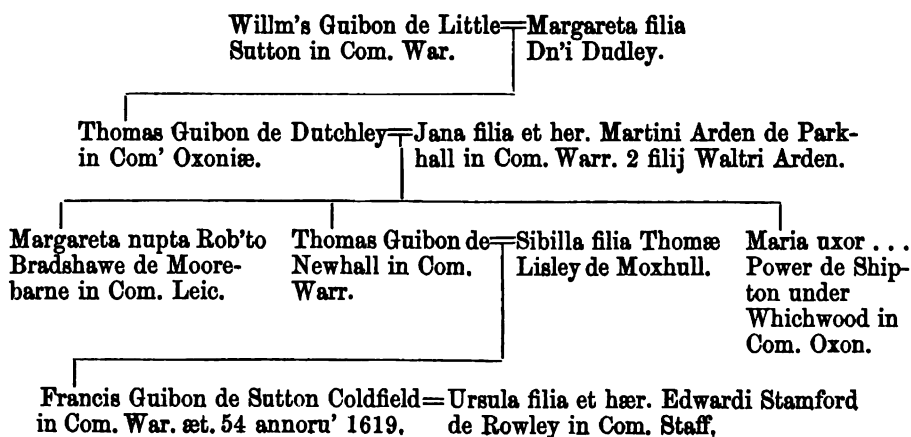 Willm's Guibon de Little=Margareta filia
Sutton in Com. War. Dn'i Dudley.
Thomas Guibon de Dutchley=Jana filia et her. Martini Arden de Park-
in Com' Oxoniæ. hall in Com. Warr. 2 filij Waltri Arden.
Margareta nupta Rob'to
Bradshawe de Moore-
barne in Com. Leic.
Thomas Guibon de=Sibilla filia Thomæ
Newhall in Com. Lisley de Moxhull.
Warr.
Maria uxor . . .
Power de Ship-
ton under
Whichwood in
Com. Oxon.
Francis Guibon de Sutton Coldfield=Ursula filia et hær. Edwardi Stamford
in Com. War. æt. 54 annoru' 1619. de Rowley in Com. Staff,